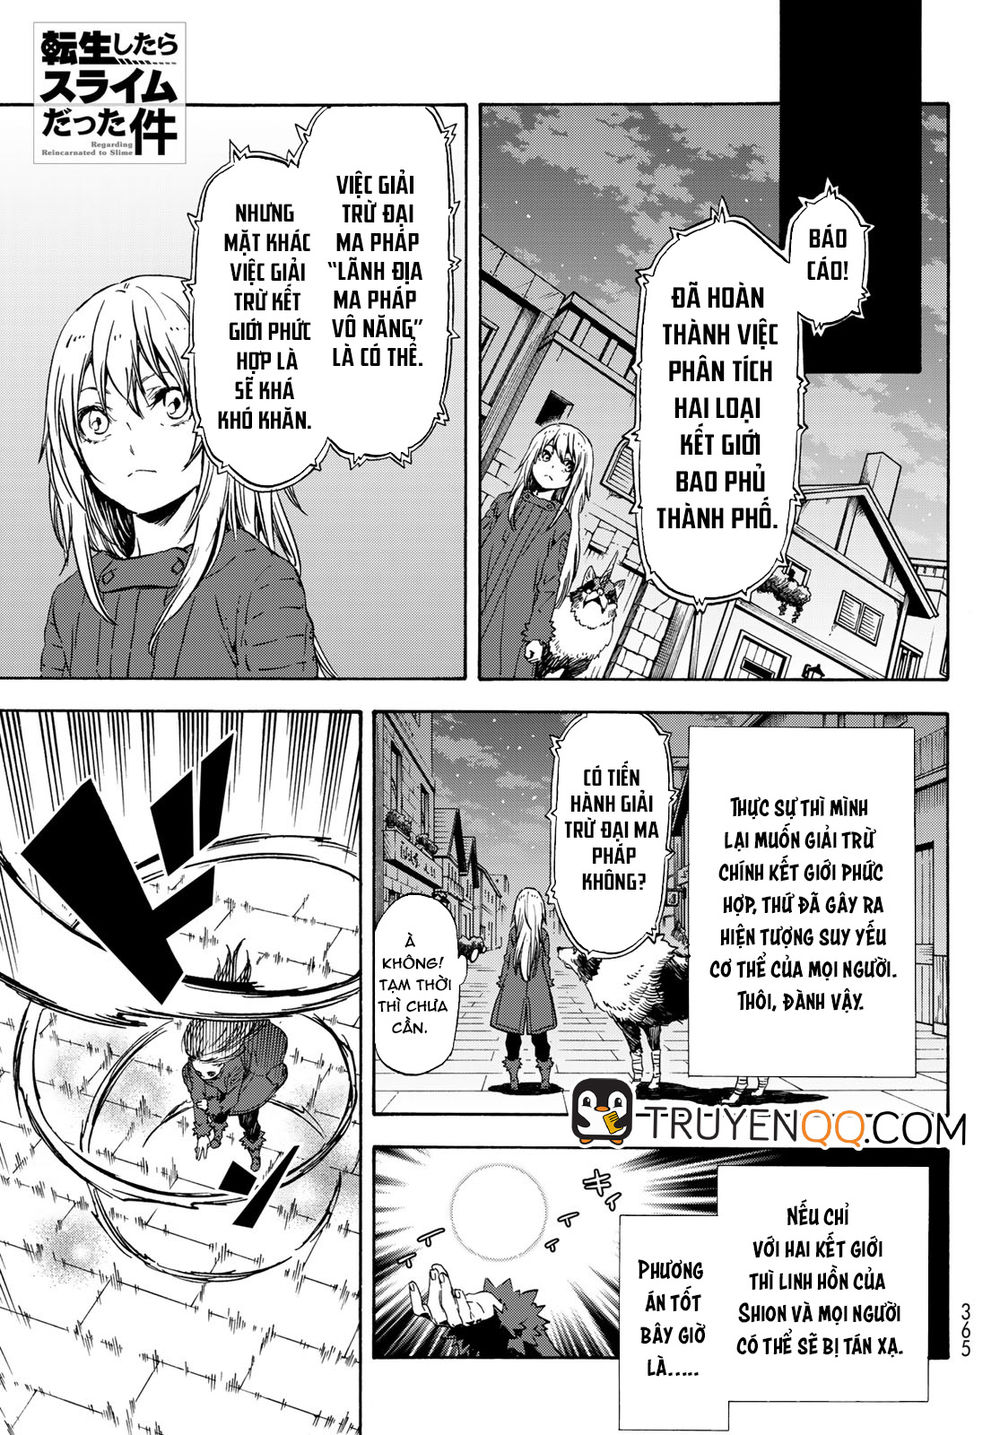 転生したら
スライム
だった件
Regarding
Reincarnated to Slime
BÁO
CÁO!
ĐÃ HOÀN
THÀNH VIỆC
PHÂN TÍCH
HAI LOẠI
KẾT GIỚI
BAO PHỦ
THÀNH PHỐ.
VIỆC GIẢI
TRỪ ĐẠI
MA PHÁP
“LÃNH ĐỊA
MA PHÁP
VÔ NĂNG”
LÀ CÓ THỂ.
NHƯNG
MẶT KHÁC
VIỆC GIẢI
TRỪ KẾT
GIỚI PHỨC
HỢP LÀ
SẼ KHÁ
KHÓ KHĂN.
THỰC SỰ THÌ MÌNH
LẠI MUỐN GIẢI TRỪ
CHÍNH KẾT GIỚI PHỨC
HỢP, THỨ ĐÃ GÂY RA
HIỆN TƯỢNG SUY YẾU
CƠ THỂ CỦA MỌI NGƯỜI.
THÔI, ĐÀNH VẬY.
CÓ TIẾN
HÀNH GIẢI
TRỪ ĐẠI MA
PHÁP
KHÔNG?
À
KHÔNG!
TẠM THỜI
THÌ CHƯA
CẦN.
TRUYENQQ.COM
NẾU CHỈ
VỚI HAI KẾT GIỚI
THÌ LINH HỒN CỦA
SHION VÀ MỌI NGƯỜI
CÓ THỂ SẼ BỊ TÁN XẠ.
PHƯƠNG
ÁN TỐT
BÂY GIỜ
LÀ.....
キィ
ド
365